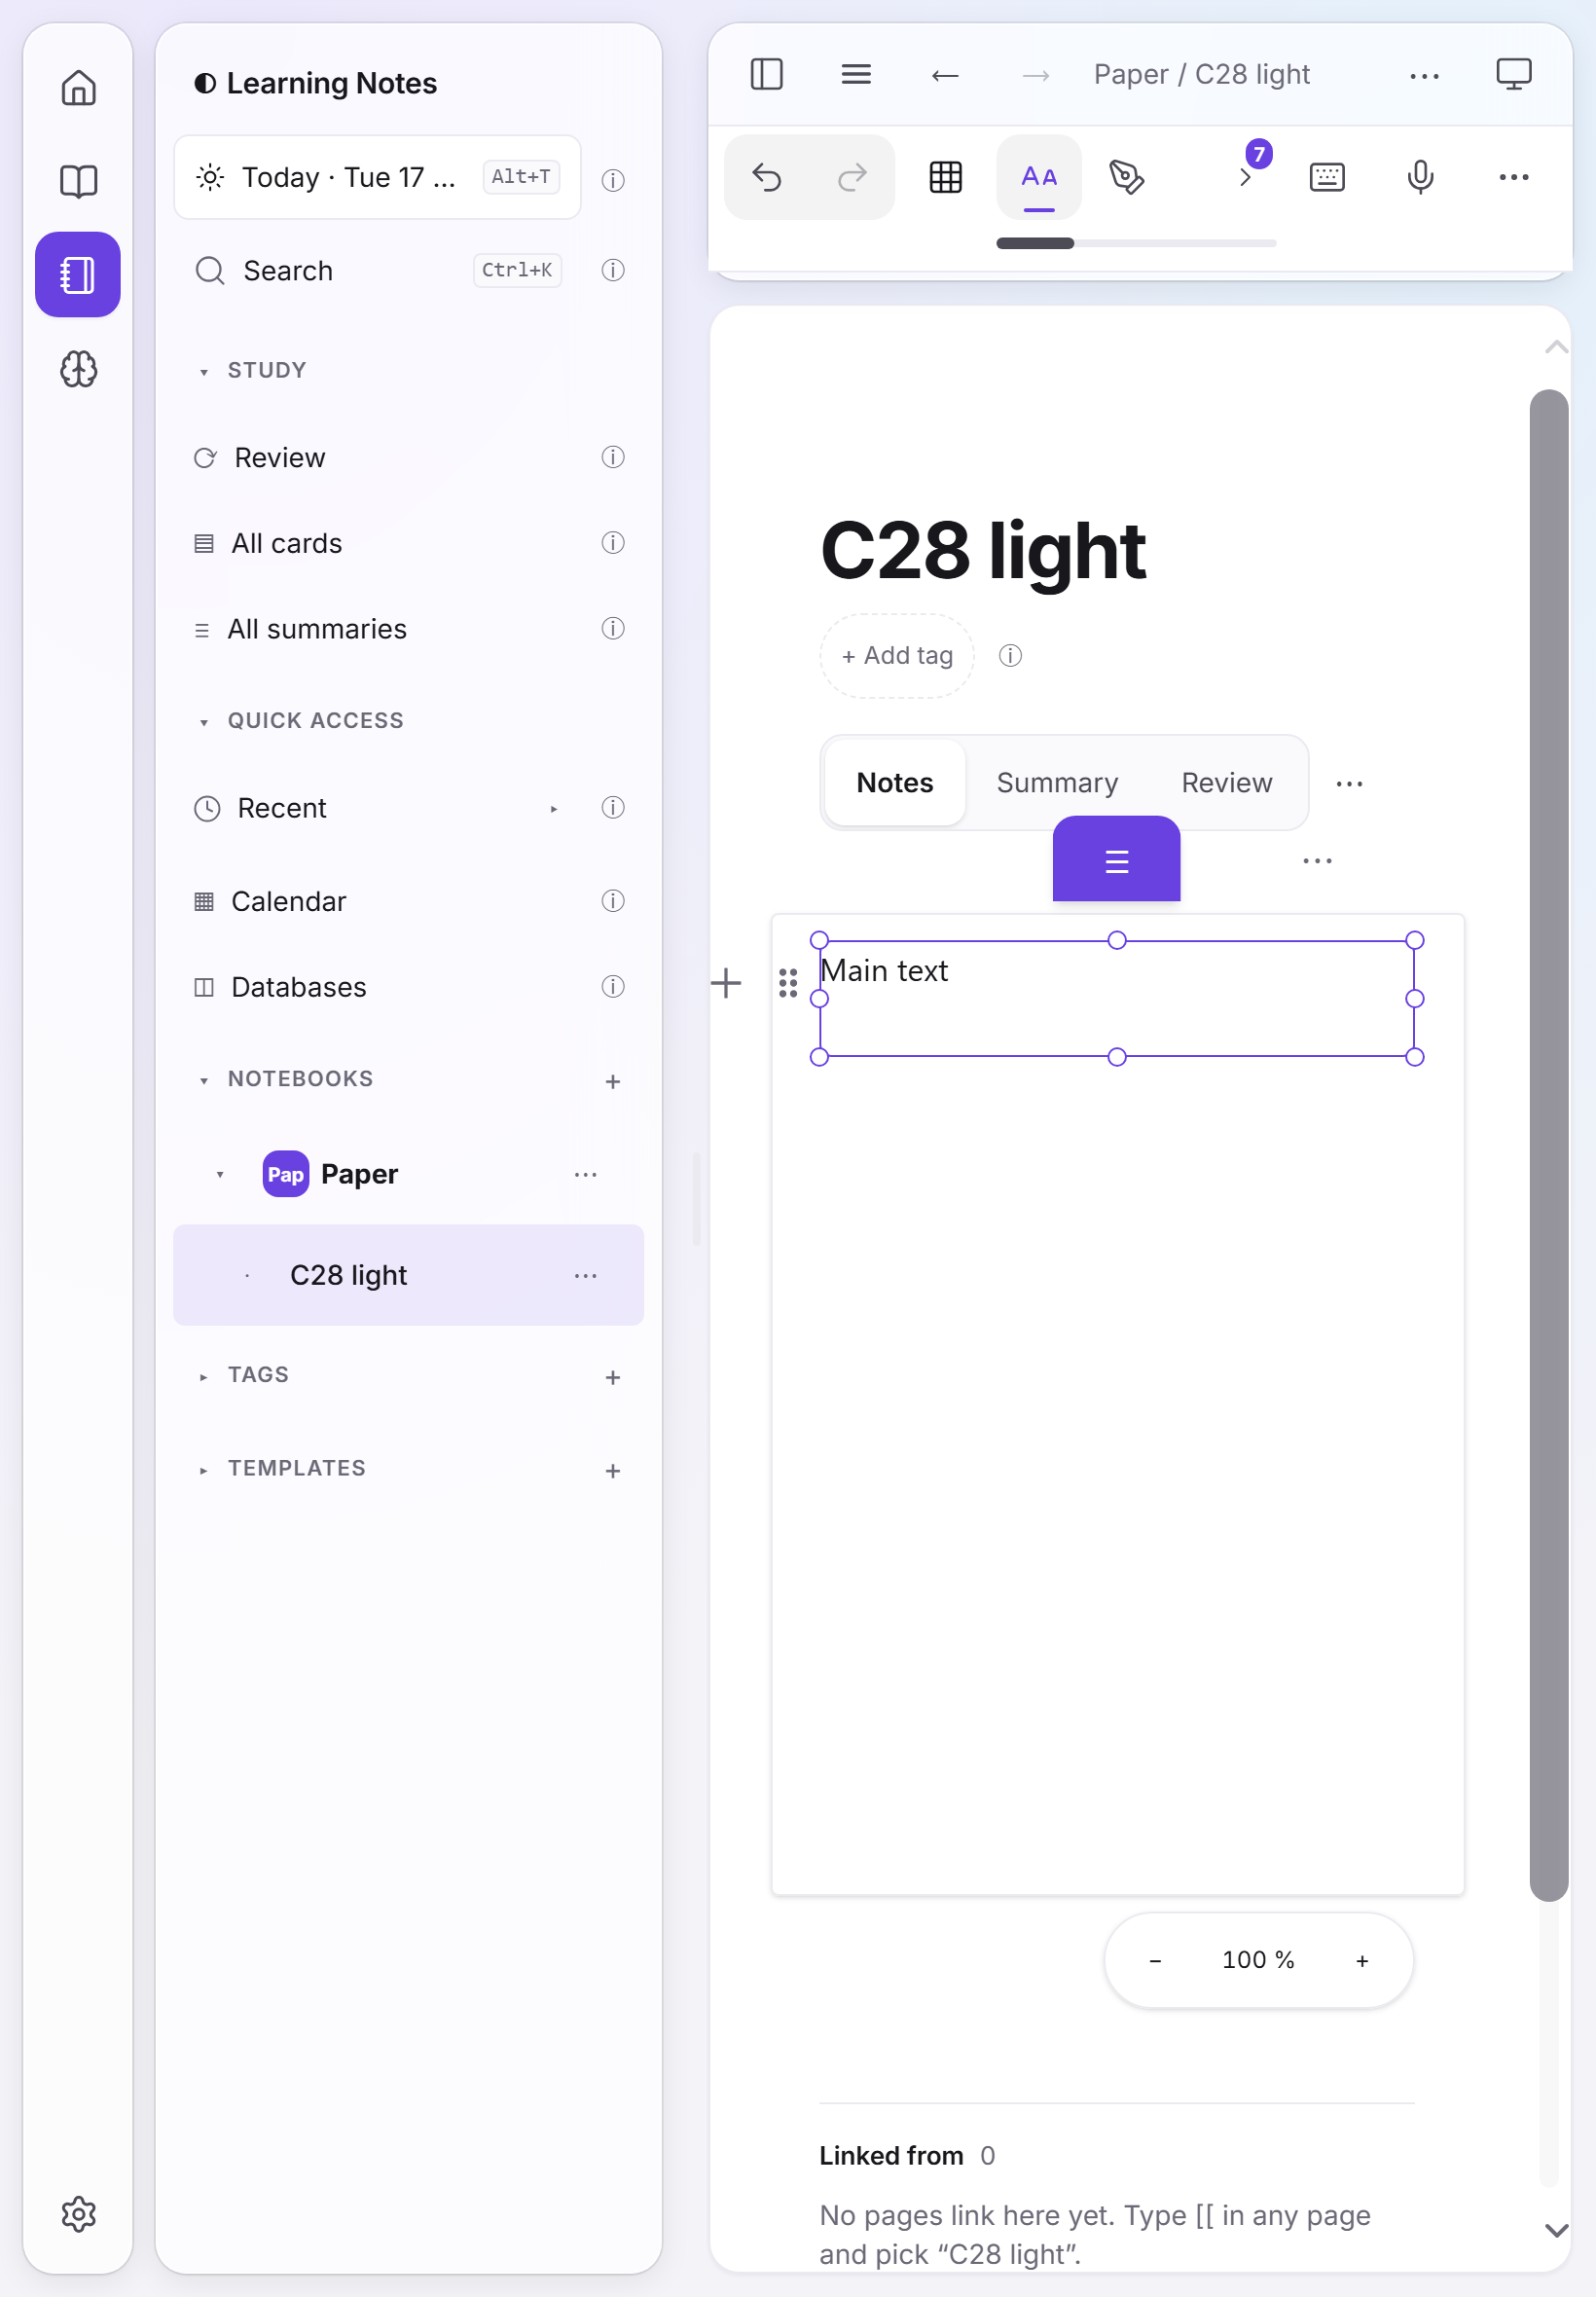 Learning Notes
Today · Tue 17 ... Alt+T
Search Ctrl+K
STUDY
Review
All cards
All summaries
QUICK ACCESS
Recent
Calendar
Databases
NOTEBOOKS +
Pap Paper
C28 light
TAGS +
TEMPLATES +
Paper / C28 light
Aa
7
C28 light
+ Add tag
Notes Summary Review
Main text
− 100 % +
Linked from 0
No pages link here yet. Type [[ in any page
and pick “C28 light”.